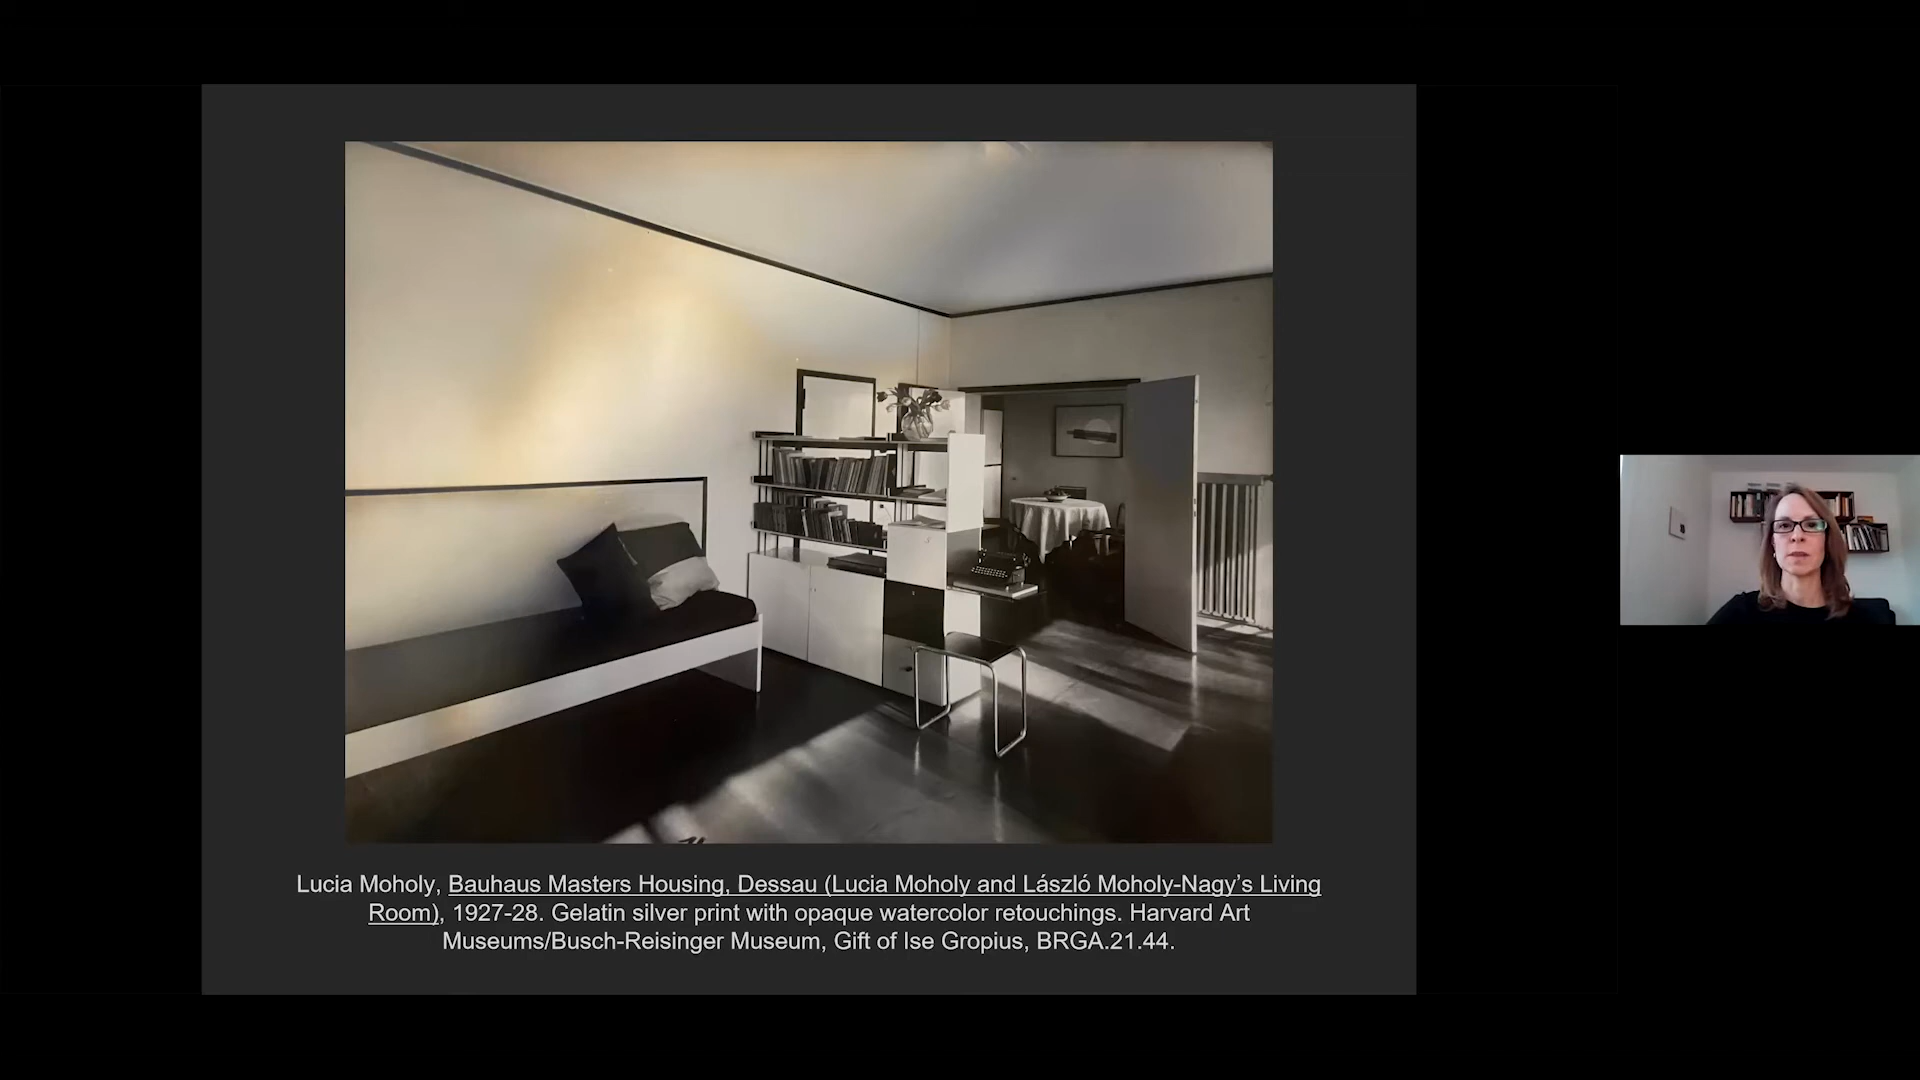 Lucia Moholy, Bauhaus Masters Housing, Dessau (Lucia Moholy and László Moholy-Nagy’s Living
Room), 1927-28. Gelatin silver print with opaque watercolor retouchings. Harvard Art
Museums/Busch-Reisinger Museum, Gift of Ise Gropius, BRGA.21.44.